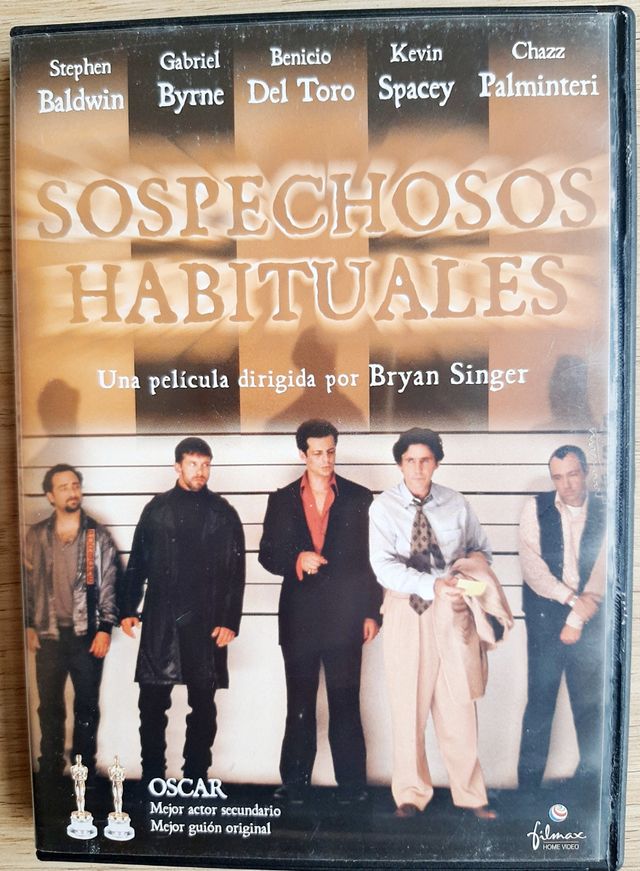 Stephen Baldwin
Gabriel Byrne
Benicio Del Toro
Kevin Spacey
Chazz Palminteri
SOSPECHOSOS
HABITUALES
Una película dirigida por Bryan Singer
OSCAR
Mejor actor secundario
Mejor guión original
filmax
HOME VIDEO